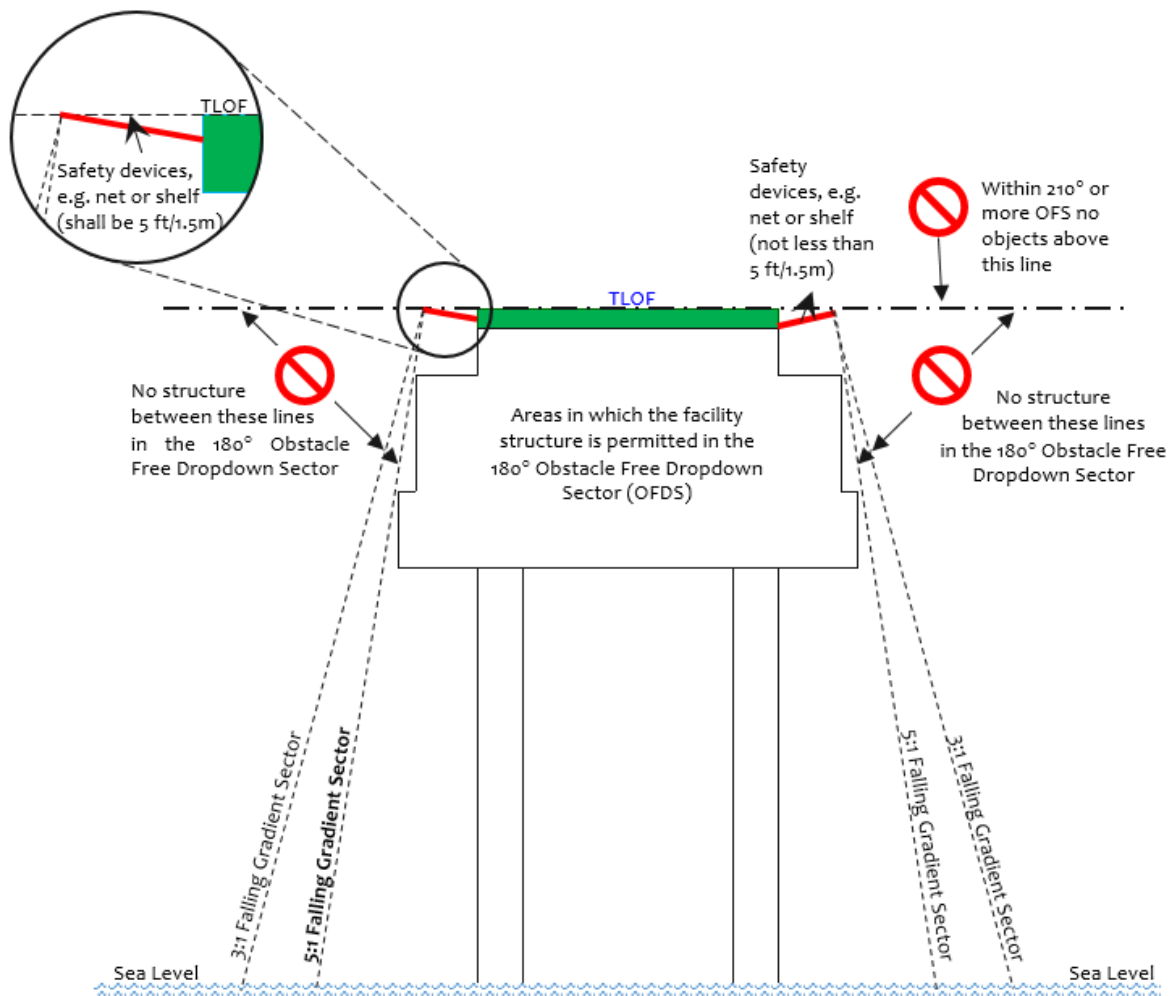 TLOF
Safety devices,
e.g. net or shelf
(shall be 5 ft/1.5m)
Safety
devices, e.g.
net or shelf
(not less than
5 ft/1.5m)
Within 210° or
more OFS no
objects above
this line
TLOF
No structure
between these lines
in the 180° Obstacle
Free Dropdown Sector
Areas in which the facility
structure is permitted in the
180° Obstacle Free Dropdown
Sector (OFDS)
No structure
between these lines
in the 180° Obstacle Free
Dropdown Sector
3:1 Falling Gradient Sector
5:1 Falling Gradient Sector
5:1 Falling Gradient Sector
3:1 Falling Gradient Sector
Sea Level
Sea Level